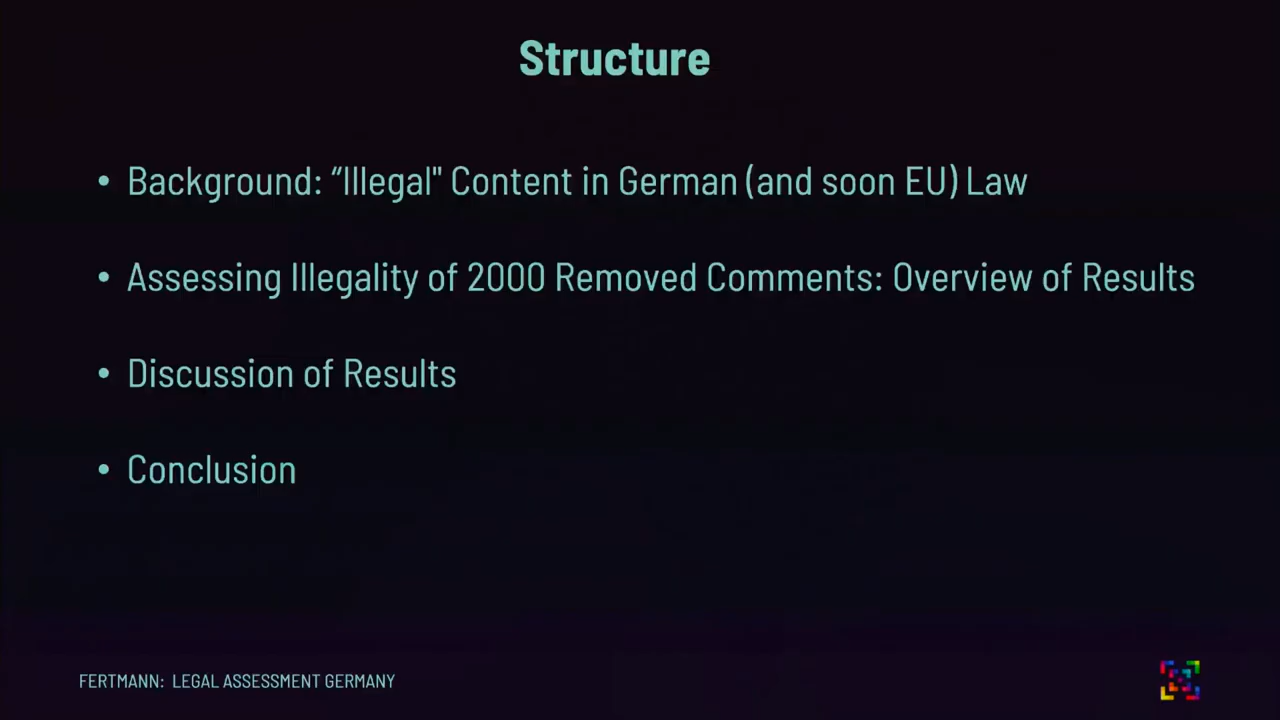 Structure
• Background: “Illegal" Content in German (and soon EU) Law
• Assessing Illegality of 2000 Removed Comments: Overview of Results
• Discussion of Results
• Conclusion
FERTMANN: LEGAL ASSESSMENT GERMANY